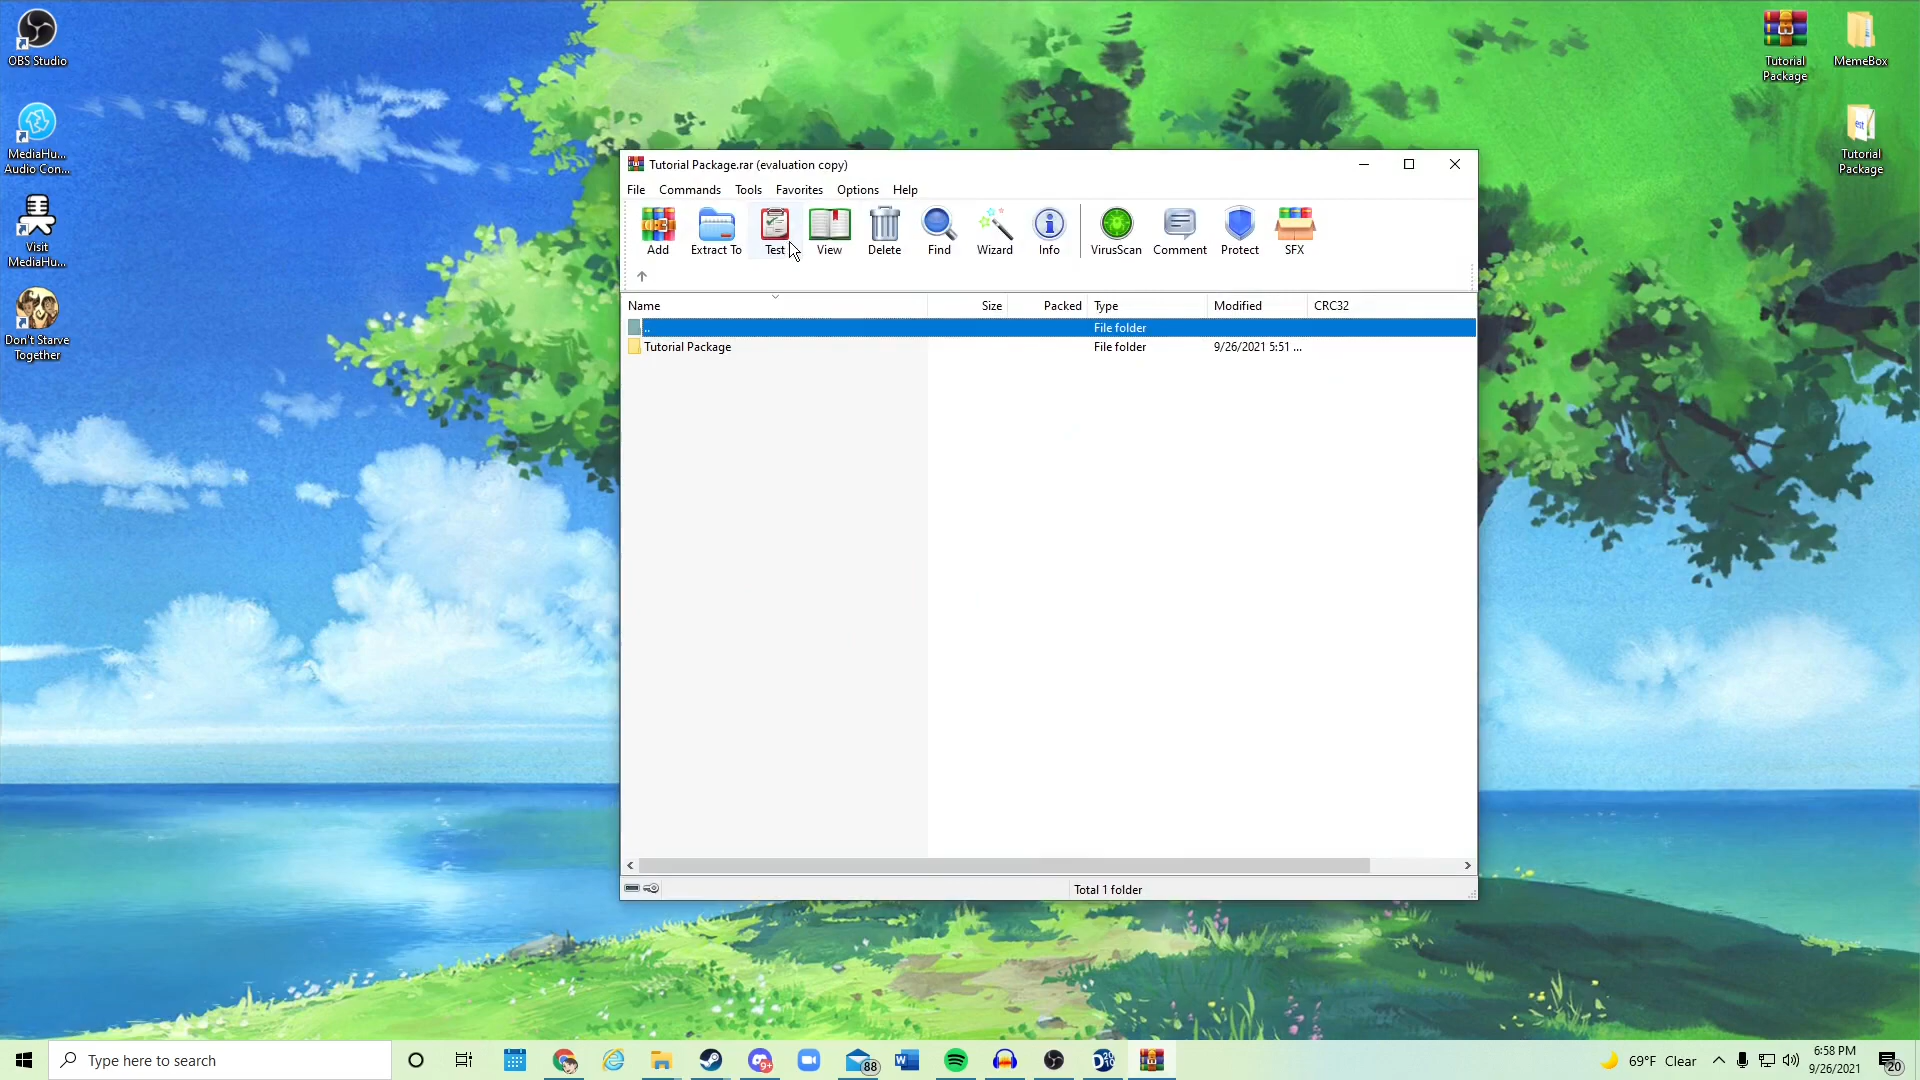 OBS Studio
MediaHu...
Audio Con...
Visit
MediaHu...
Don't Starve
Together
Tutorial
Package
MemeBox
Tutorial
Package
Tutorial Package.rar (evaluation copy)
File Commands Tools Favorites Options Help
Add Extract To Test View Delete Find Wizard Info VirusScan Comment Protect SFX
Name Size Packed Type Modified CRC32
.. File folder
Tutorial Package File folder 9/26/2021 5:51 ...
Total 1 folder
Type here to search
9+
88
69°F Clear
6:58 PM
9/26/2021
20